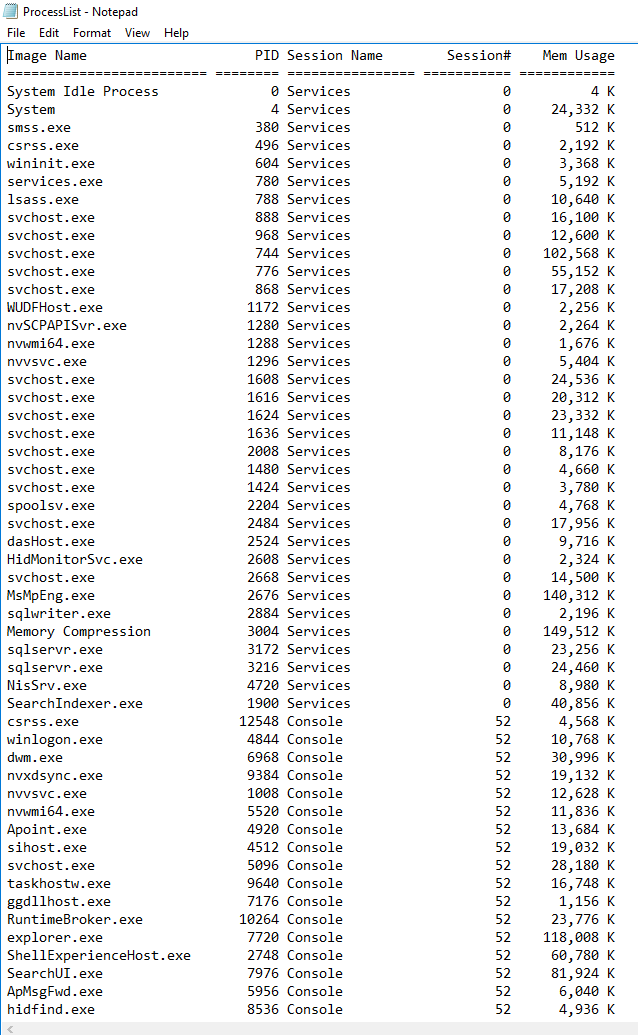 ProcessList - Notepad
File Edit Format View Help
Image Name                     PID Session Name        Session#    Mem Usage
========================= ======== ================ =========== ============
System Idle Process              0 Services                   0          4 K
System                           4 Services                   0     24,332 K
smss.exe                       380 Services                   0        512 K
csrss.exe                      496 Services                   0      2,192 K
wininit.exe                    604 Services                   0      3,368 K
services.exe                   780 Services                   0      5,192 K
lsass.exe                      788 Services                   0     10,640 K
svchost.exe                    888 Services                   0     16,100 K
svchost.exe                    968 Services                   0     12,600 K
svchost.exe                    744 Services                   0    102,568 K
svchost.exe                    776 Services                   0     55,152 K
svchost.exe                    868 Services                   0     17,208 K
WUDFHost.exe                  1172 Services                   0      2,256 K
nvSCPAPISvr.exe               1280 Services                   0      2,264 K
nvwmi64.exe                   1288 Services                   0      1,676 K
nvvsvc.exe                    1296 Services                   0      5,404 K
svchost.exe                   1608 Services                   0     24,536 K
svchost.exe                   1616 Services                   0     20,312 K
svchost.exe                   1624 Services                   0     23,332 K
svchost.exe                   1636 Services                   0     11,148 K
svchost.exe                   2008 Services                   0      8,176 K
svchost.exe                   1480 Services                   0      4,660 K
svchost.exe                   1424 Services                   0      3,780 K
spoolsv.exe                   2204 Services                   0      4,768 K
svchost.exe                   2484 Services                   0     17,956 K
dasHost.exe                   2524 Services                   0      9,716 K
HidMonitorSvc.exe             2608 Services                   0      2,324 K
svchost.exe                   2668 Services                   0     14,500 K
MsMpEng.exe                   2676 Services                   0    140,312 K
sqlwriter.exe                 2884 Services                   0      2,196 K
Memory Compression            3004 Services                   0    149,512 K
sqlservr.exe                  3172 Services                   0     23,256 K
sqlservr.exe                  3216 Services                   0     24,460 K
NisSrv.exe                    4720 Services                   0      8,980 K
SearchIndexer.exe             1900 Services                   0     40,856 K
csrss.exe                    12548 Console                   52      4,568 K
winlogon.exe                  4844 Console                   52     10,768 K
dwm.exe                       6968 Console                   52     30,996 K
nvxdsync.exe                  9384 Console                   52     19,132 K
nvvsvc.exe                    1008 Console                   52     12,628 K
nvwmi64.exe                   5520 Console                   52     11,836 K
Apoint.exe                    4920 Console                   52     13,684 K
sihost.exe                    4512 Console                   52     19,032 K
svchost.exe                   5096 Console                   52     28,180 K
taskhostw.exe                 9640 Console                   52     16,748 K
ggdllhost.exe                 7176 Console                   52      1,156 K
RuntimeBroker.exe            10264 Console                   52     23,776 K
explorer.exe                  7720 Console                   52    118,008 K
ShellExperienceHost.exe       2748 Console                   52     60,780 K
SearchUI.exe                  7976 Console                   52     81,924 K
ApMsgFwd.exe                  5956 Console                   52      6,040 K
hidfind.exe                   8536 Console                   52      4,936 K